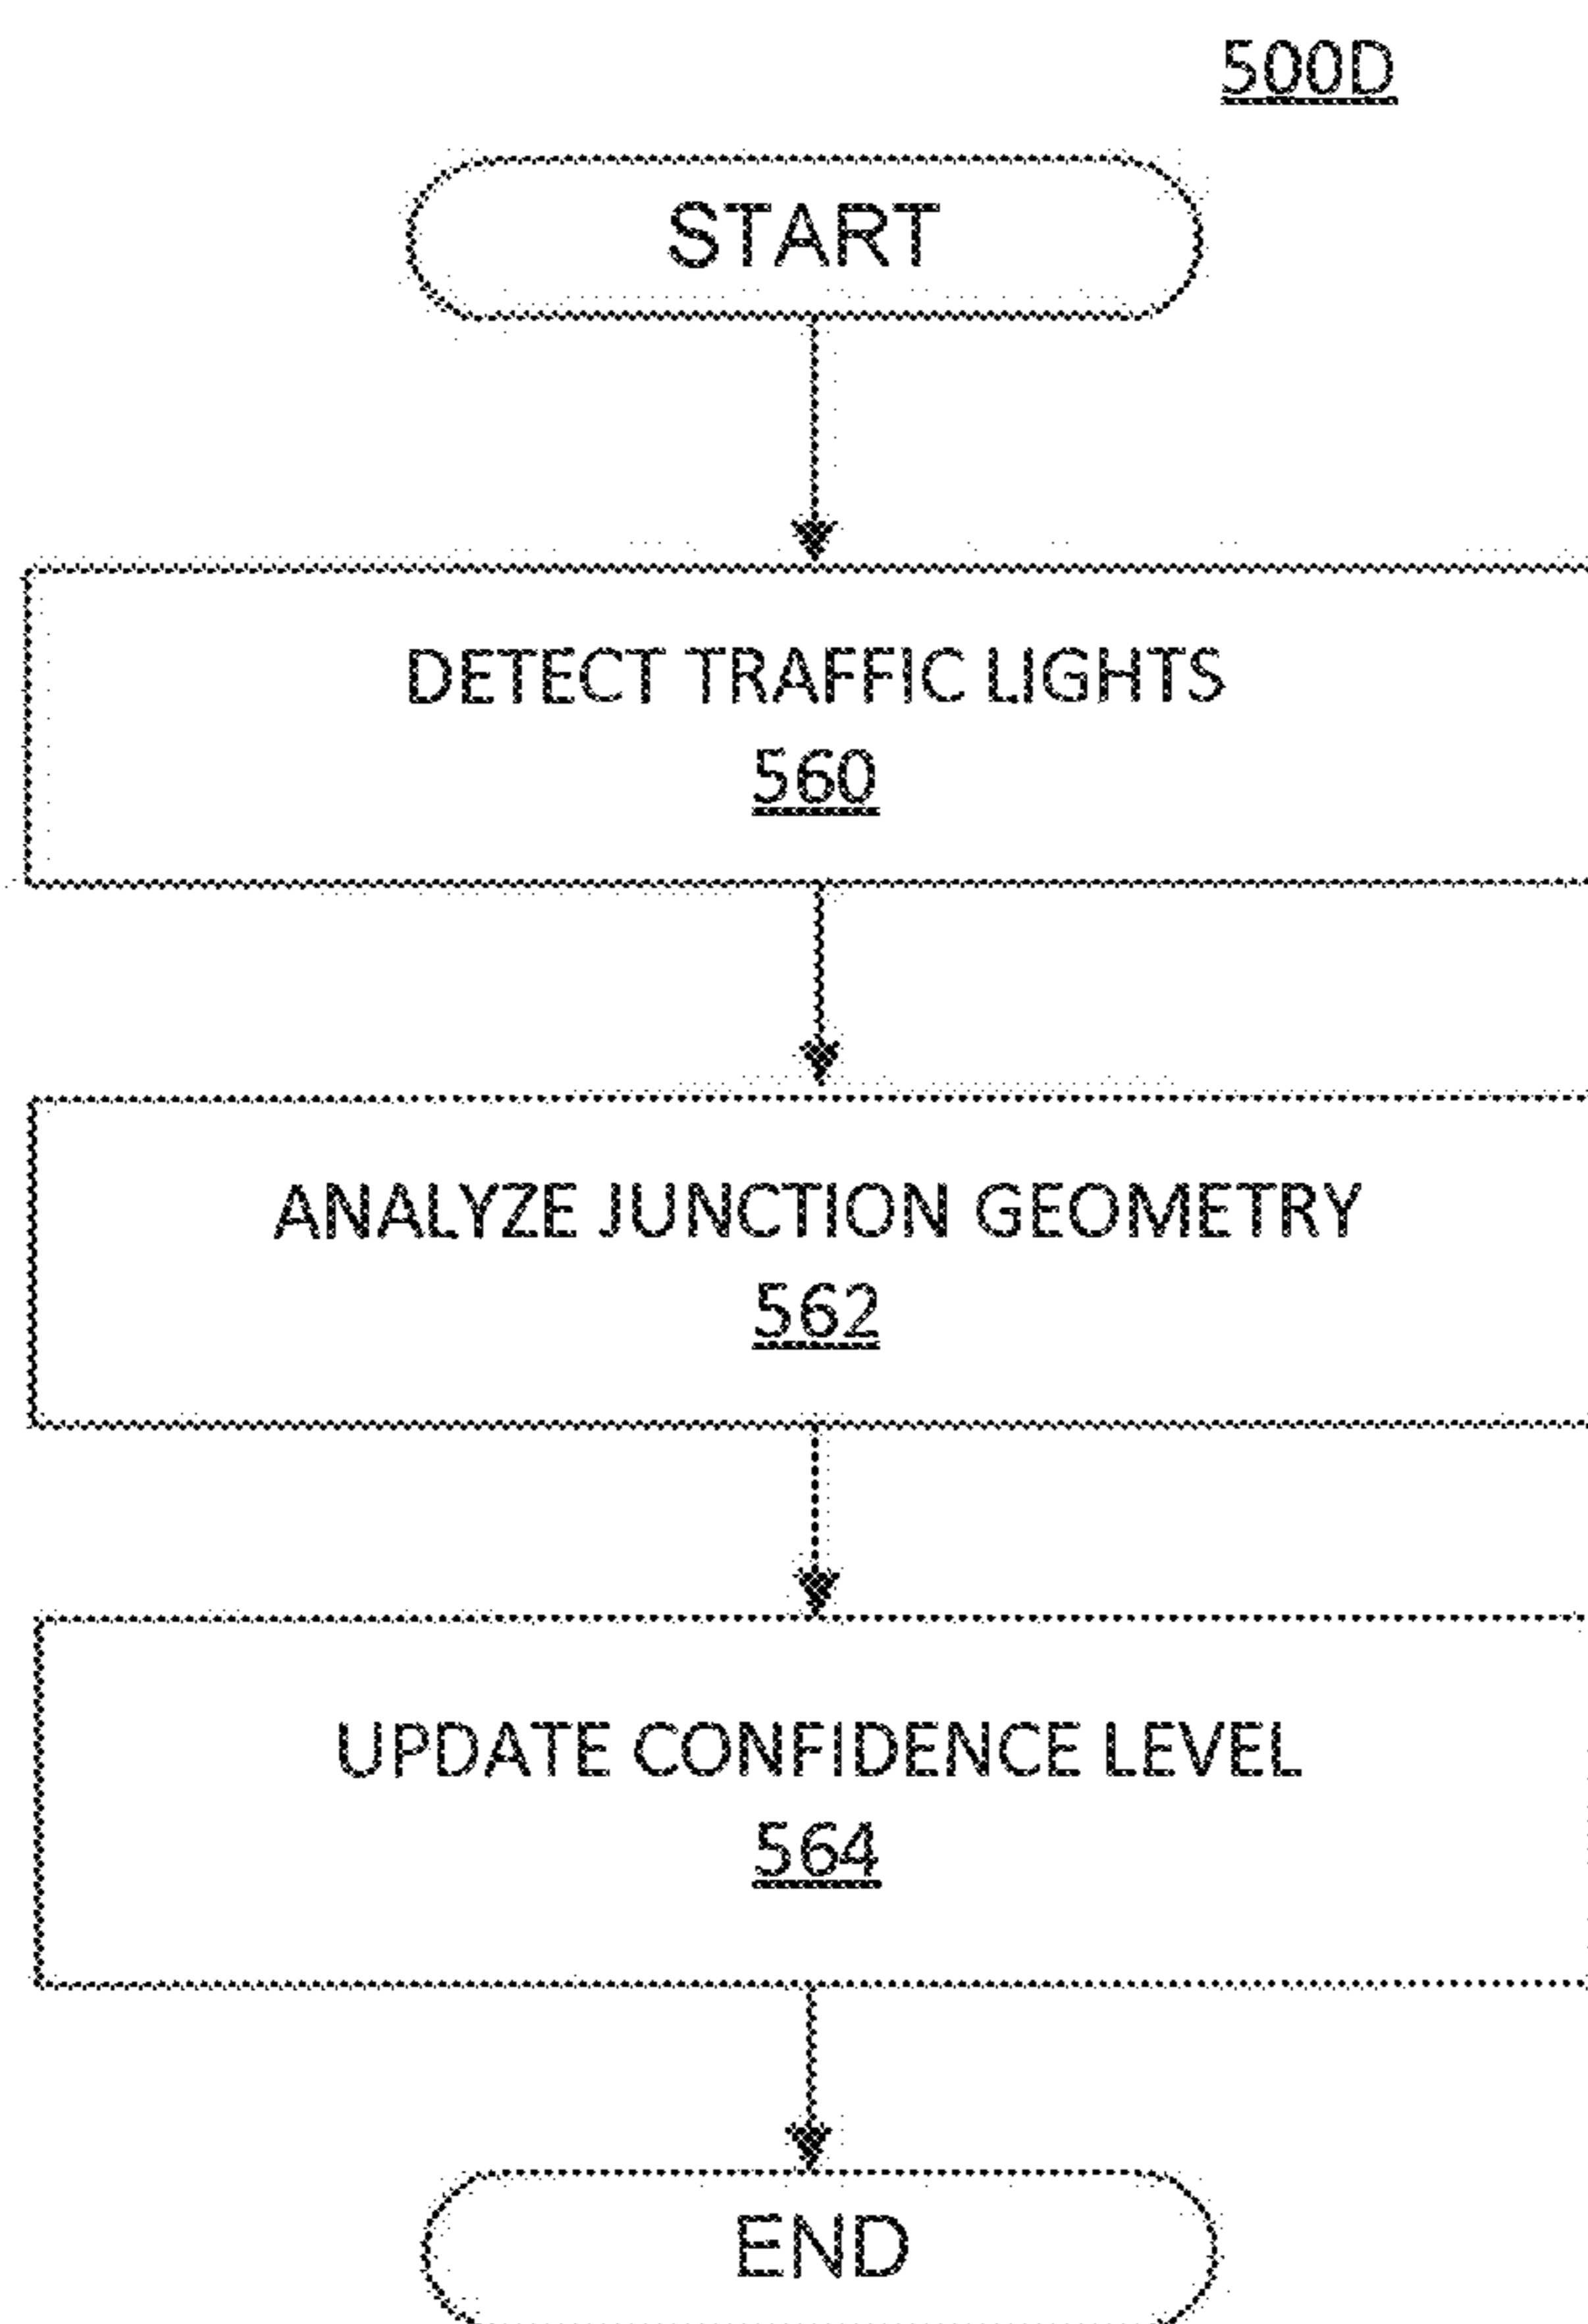 500D
START
DETECT TRAFFIC LIGHTS
560
ANALYZE JUNCTION GEOMETRY
562
UPDATE CONFIDENCE LEVEL
564
END